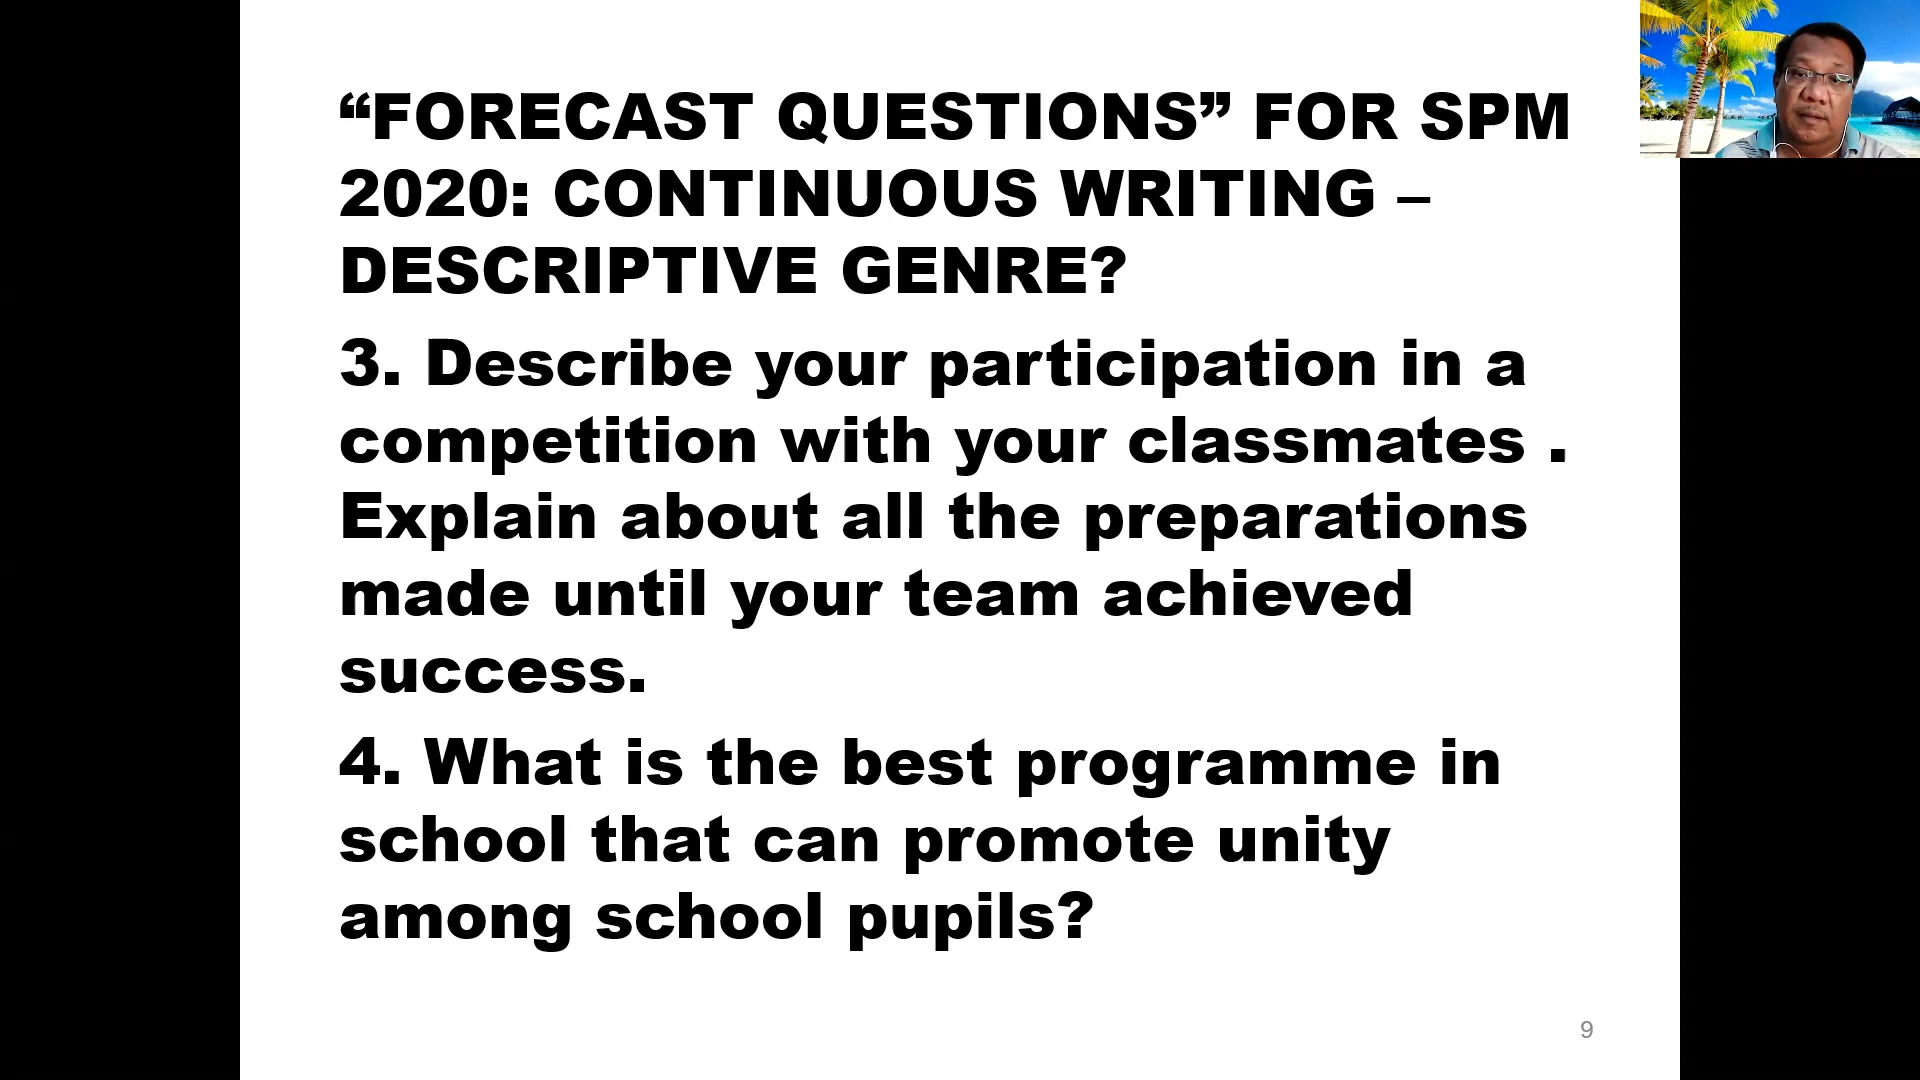 “FORECAST QUESTIONS” FOR SPM
2020: CONTINUOUS WRITING –
DESCRIPTIVE GENRE?
3. Describe your participation in a
competition with your classmates .
Explain about all the preparations
made until your team achieved
success.
4. What is the best programme in
school that can promote unity
among school pupils?
9